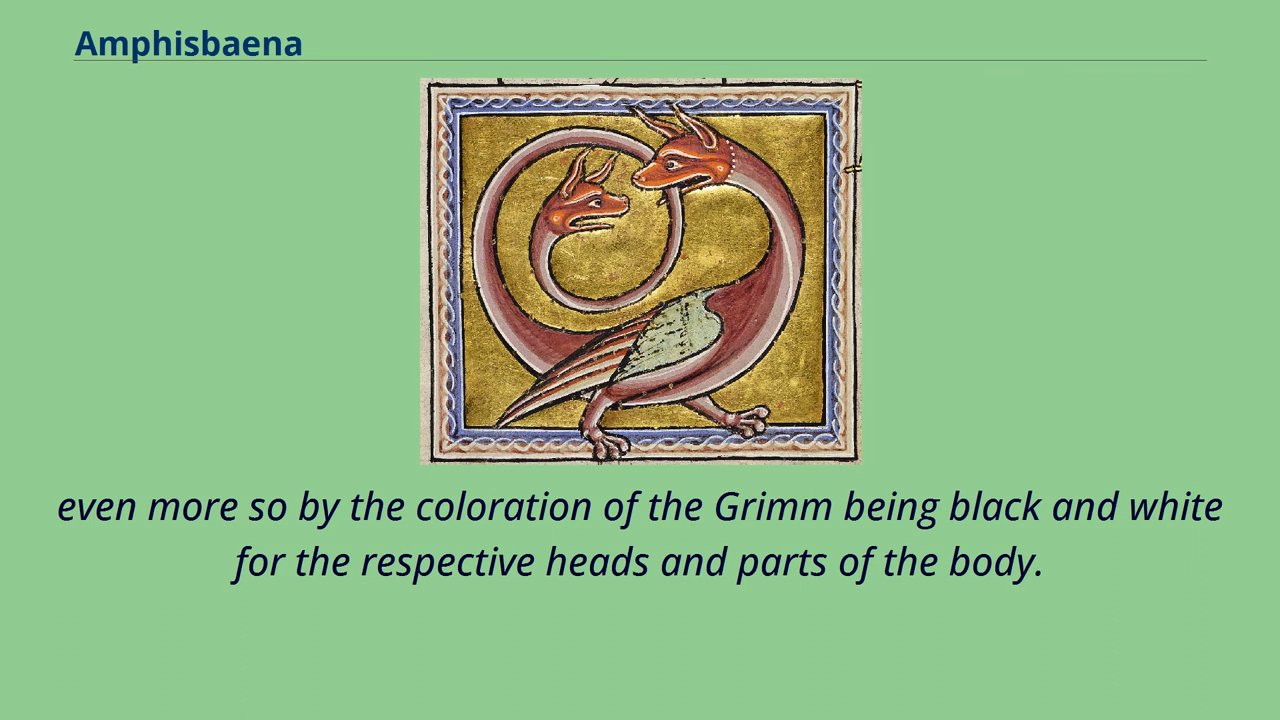 Amphisbaena
even more so by the coloration of the Grimm being black and white
for the respective heads and parts of the body.